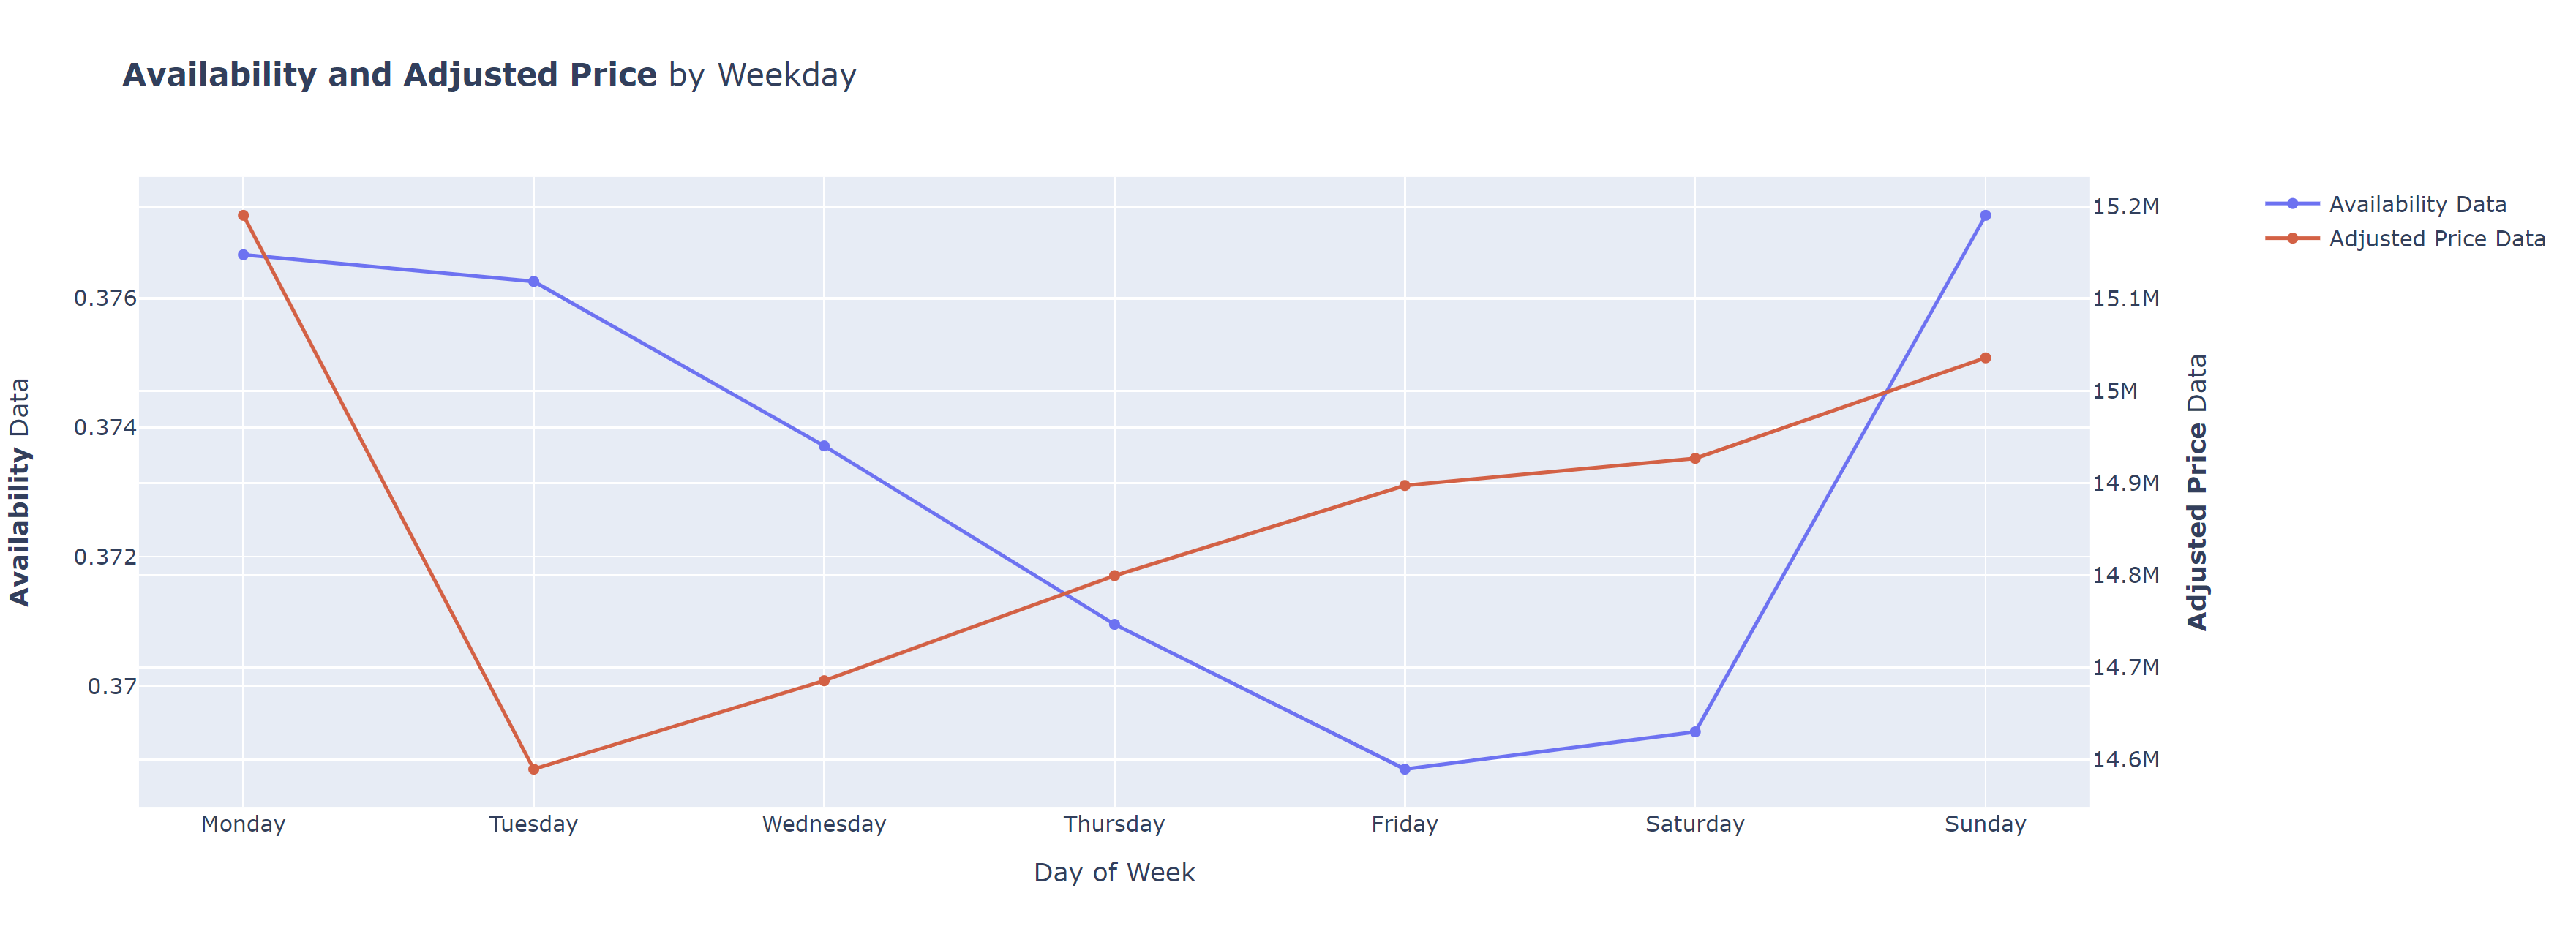 Availability and Adjusted Price by Weekday
Availability Data
Adjusted Price Data
0.376
0.374
0.372
0.37
Availability Data
15.2M
15.1M
15M
14.9M
14.8M
14.7M
14.6M
Adjusted Price Data
Monday Tuesday Wednesday Thursday Friday Saturday Sunday
Day of Week